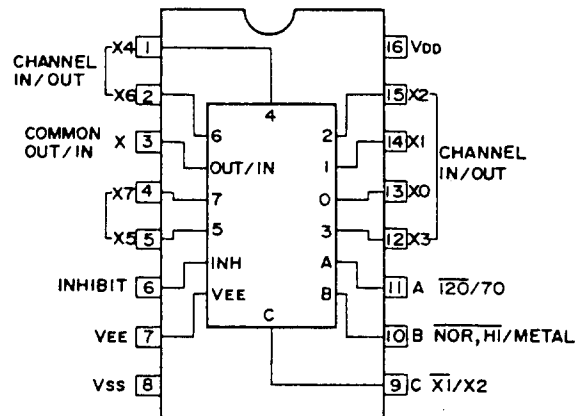 X4 1
CHANNEL
IN/OUT
X6 2
COMMON
OUT/IN
X 3
X7 4
X5 5
INHIBIT 6
VEE 7
VSS 8
4
6
2
OUT/IN
1
7
0
5
3
INH
A
VEE
B
C
16 VDD
15 X2
14 X1
CHANNEL
IN/OUT
13 X0
12 X3
11 A 120/70
10 B NOR, HI/METAL
9 C X1/X2